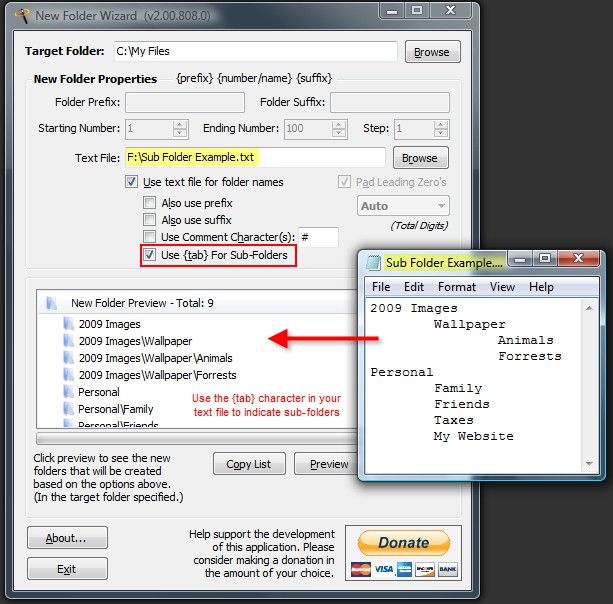 New Folder Wizard (v2.00.808.0)
Target Folder: C:\My Files Browse
New Folder Properties {prefix} {number/name} {suffix}
Folder Prefix: Folder Suffix:
Starting Number: 1 Ending Number: 100 Step: 1
Text File: F:\Sub Folder Example.txt Browse
Use text file for folder names Pad Leading Zero's
Also use prefix Auto
Also use suffix (Total Digits)
Use Comment Character(s): #
Use {tab} For Sub-Folders
New Folder Preview - Total: 9
2009 Images
2009 Images\Wallpaper
2009 Images\Wallpaper\Animals
2009 Images\Wallpaper\Forrests
Personal
Personal\Family
Personal\Friends
Use the {tab} character in your
text file to indicate sub-folders
Click preview to see the new
folders that will be created
based on the options above.
(In the target folder specified.)
Copy List Preview
About...
Exit
Help support the development
of this application. Please
consider making a donation in
the amount of your choice.
Donate
VISA
BANK
Sub Folder Example....
File Edit Format View Help
2009 Images
Wallpaper
Animals
Forrests
Personal
Family
Friends
Taxes
My Website